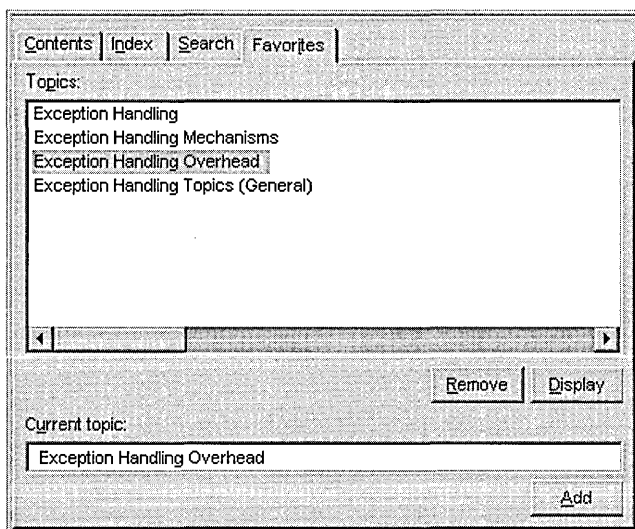 Contents Index Search Favorites
Topics:
Exception Handling
Exception Handling Mechanisms
Exception Handling Overhead
Exception Handling Topics (General)
Remove Display
Current topic:
Exception Handling Overhead
Add